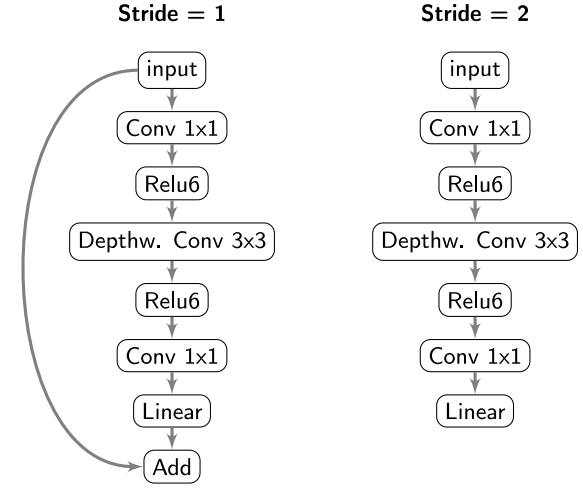 Stride = 1
input
Conv 1x1
Relu6
Depthw. Conv 3x3
Relu6
Conv 1x1
Linear
Add
Stride = 2
input
Conv 1x1
Relu6
Depthw. Conv 3x3
Relu6
Conv 1x1
Linear